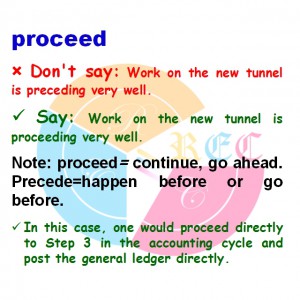 proceed
× Don't say: Work on the new tunnel
is preceding very well.
✓ Say: Work on the new tunnel is
proceeding very well.
Note: proceed= continue, go ahead.
Precede=happen before or go
before.
✓ In this case, one would proceed directly
to Step 3 in the accounting cycle and
post the general ledger directly.
REC